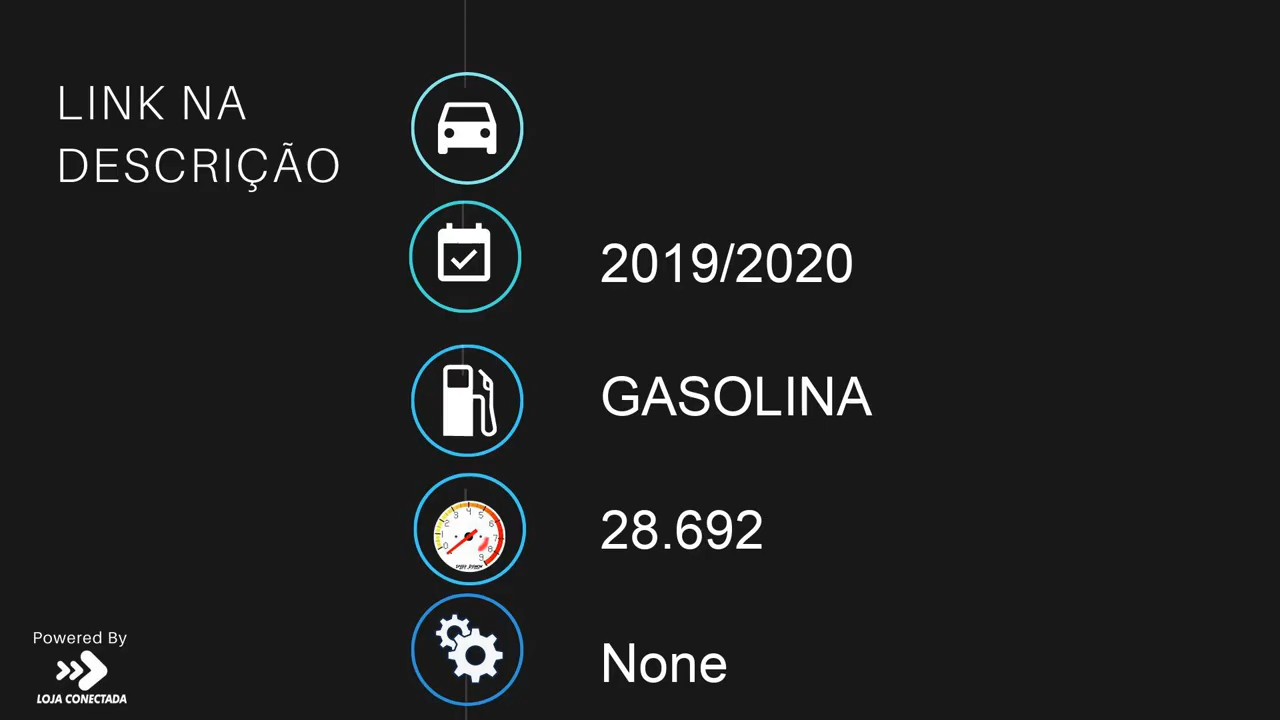 LINK NA
DESCRIÇÃO
2019/2020
GASOLINA
28.692
None
Powered By
LOJA CONECTADA